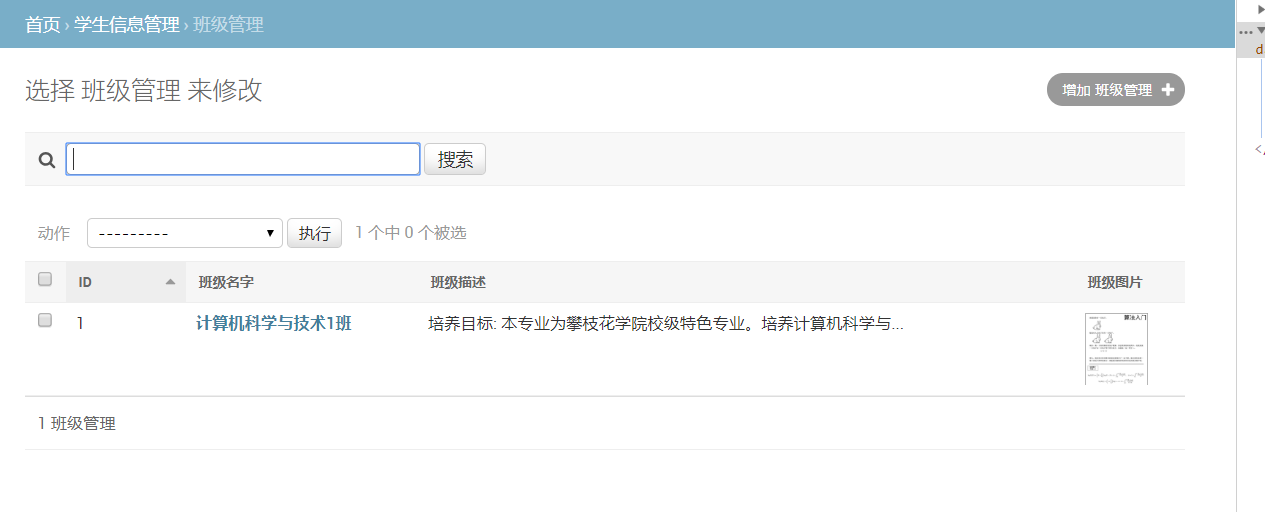 首页 › 学生信息管理 › 班级管理
选择 班级管理 来修改
增加 班级管理
搜索
动作 --------- 执行 1 个中 0 个被选
ID 班级名字 班级描述 班级图片
1 计算机科学与技术1班 培养目标: 本专业为攀枝花学院校级特色专业。培养计算机科学与...
算法入门
1 班级管理